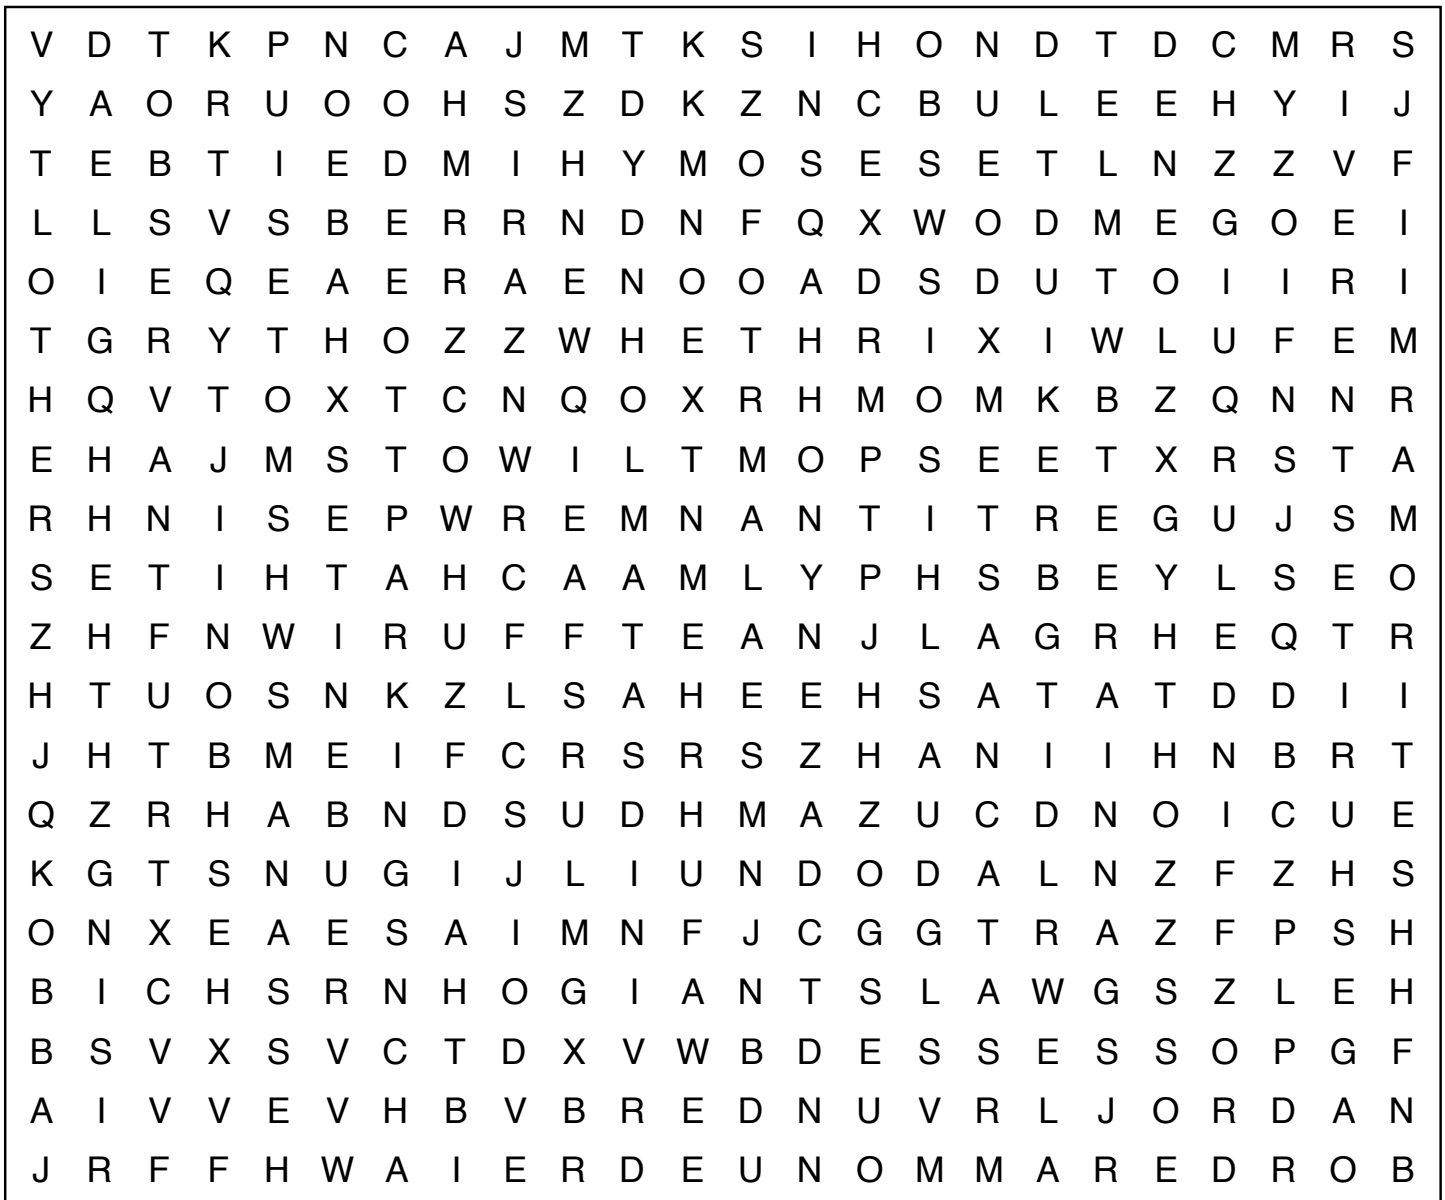 V D T K P N C A J M T K S I H O N D T D C M R S
Y A O R U O O H S Z D K Z N C B U L E E H Y I J
T E B T I E D M I H Y M O S E S E T L N Z Z V F
L L S V S B E R R N D N F Q X W O D M E G O E I
O I E Q E A E R A E N O O A D S D U T O I I R I
T G R Y T H O Z Z W H E T H R I X I W L U F E M
H Q V T O X T C N Q O X R H M O M K B Z Q N N R
E H A J M S T O W I L T M O P S E E T X R S T A
R H N I S E P W R E M N A N T I T R E G U J S M
S E T I H T A H C A A M L Y P H S B E Y L S E O
Z H F N W I R U F F T E A N J L A G R H E Q T R
H T U O S N K Z L S A H E E H S A T A T D D I I
J H T B M E I F C R S R S Z H A N I I H N B R T
Q Z R H A B N D S U D H M A Z U C D N O I C U E
K G T S N U G I J L I U N D O D A L N Z F Z H S
O N X E A E S A I M N F J C G G T R A Z F P S H
B I C H S R N H O G I A N T S L A W G S Z L E H
B S V X S V C T D X V W B D E S S E S S O P G F
A I V V E V H B V B R E D N U V R L J O R D A N
J R F F H W A I E R D E U N O M M A R E D R O B